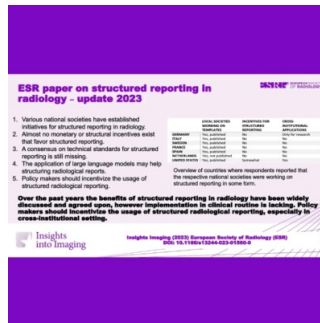 ESR paper on structured reporting in
radiology – update 2023
1. Various national societies have established
initiatives for structured reporting in radiology.
2. Almost no monetary or structural incentives exist
that favor structured reporting.
3. A consensus on technical standards for structured
reporting is still missing.
4. The application of large language models may help
structuring radiological reports.
5. Policy makers should incentivize the usage of
structured radiological reporting.
LOCAL SOCIETIES WORKING ON TEMPLATES INCENTIVES FOR STRUCTURED REPORTING CROSS-INSTITUTIONAL APPLICATIONS
GERMANY Yes, published No Only for research
ITALY Yes, published No No
SWEDEN Yes, published No No
FRANCE Yes, published No No
SPAIN Yes, published No No
NETHERLANDS Yes, not published No No
UNITED STATES Yes, published Somewhat Yes
Overview of countries where respondents reported that
the respective national societies were working on
structured reporting in some form.
Over the past years the benefits of structured reporting in radiology have been widely
discussed and agreed upon, however implementation in clinical routine is lacking. Policy
makers should incentivize the usage of structured radiological reporting, especially in
cross-institutional setting.
Insights
into Imaging
Insights Imaging (2023) European Society of Radiology (ESR)